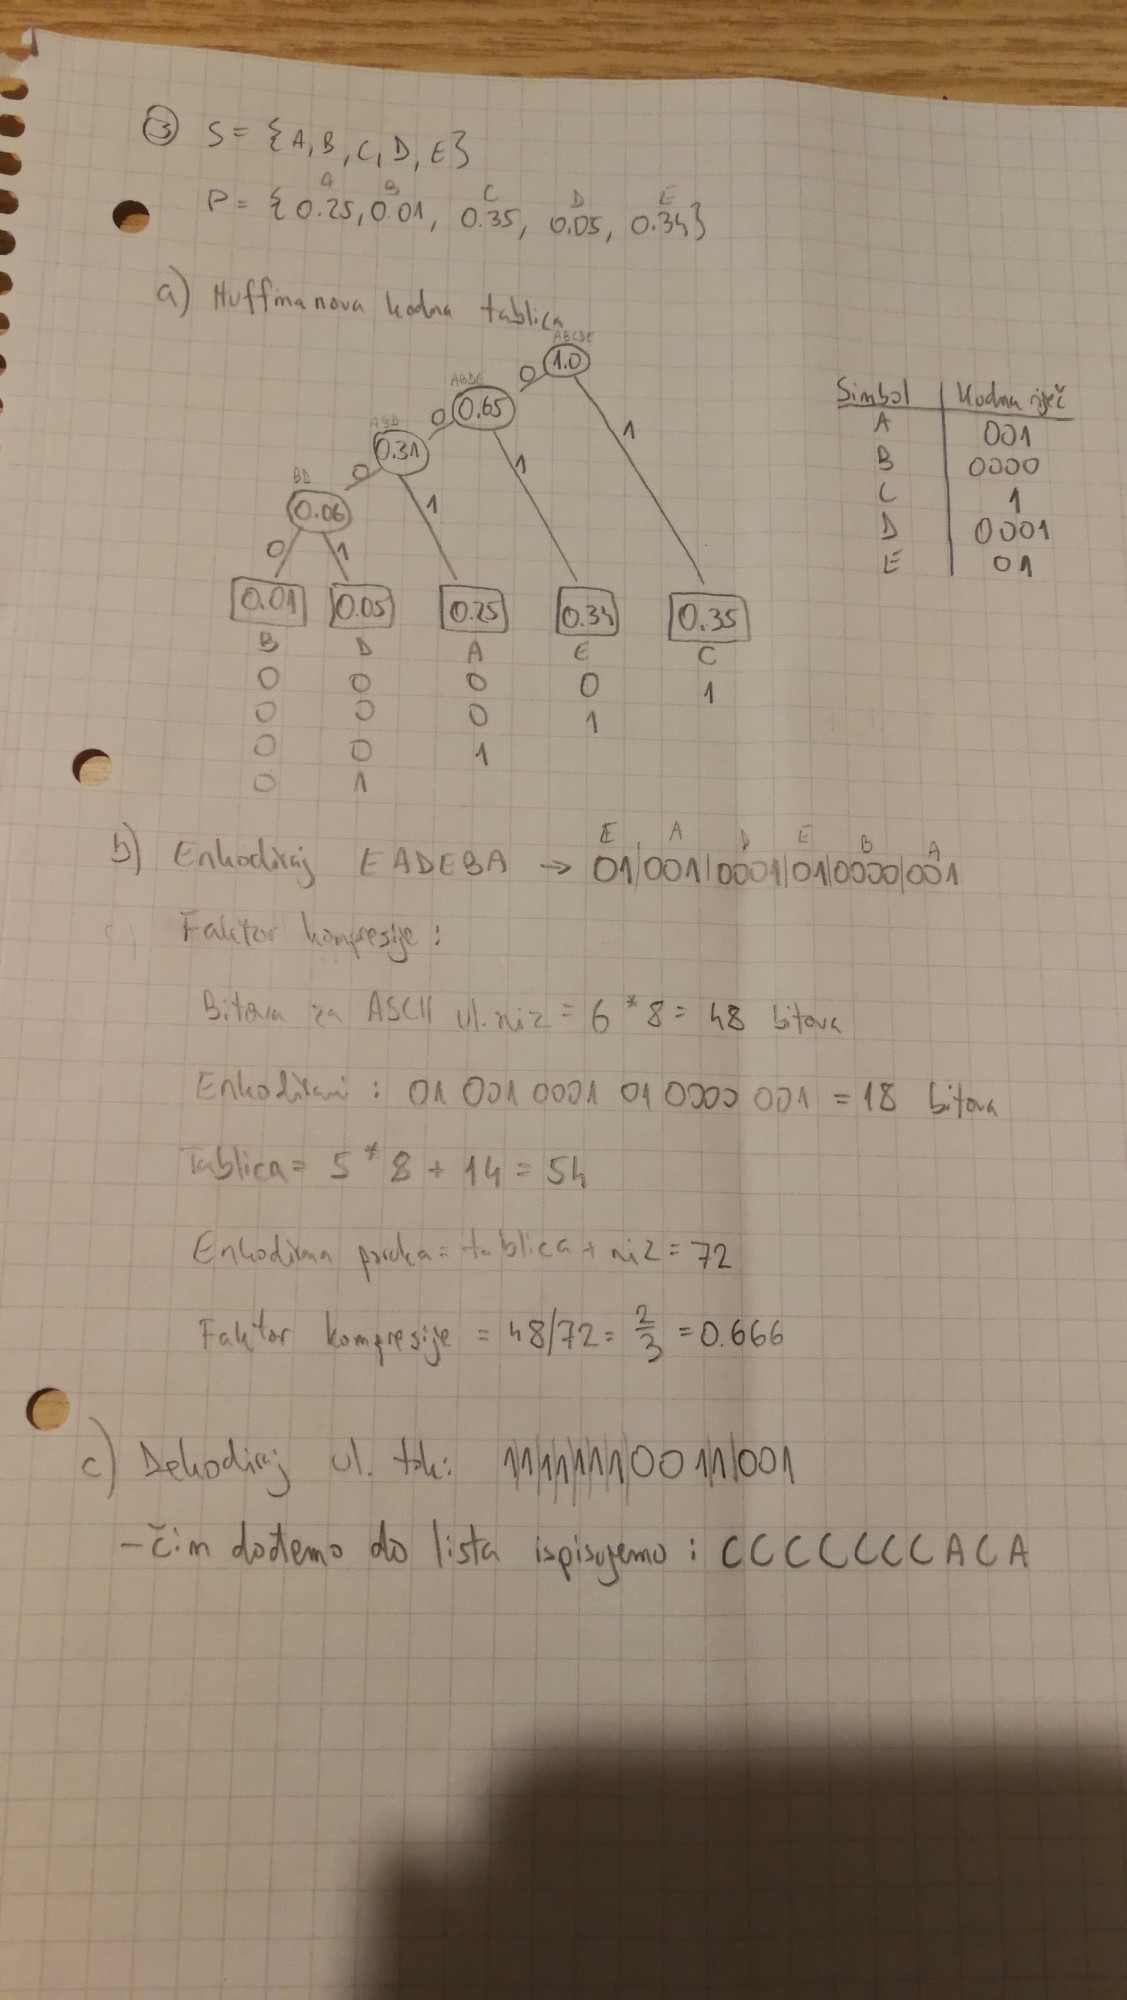 ③ S = {A, B, C, D, E}
A B C D E
P = {0.25, 0.01, 0.35, 0.05, 0.34}
a) Huffmanova kodna tablica
ABCDE
1.0
0 1
ABDE
0.65
0 1
ABD
0.31
0 1
BD
0.06
0 1
0.01 0.05 0.25 0.34 0.35
B D A E C
0 0 0 0 1
0 0 0 1
0 0 1
0 1
Simbol Kodna riječ
A 001
B 0000
C 1
D 0001
E 01
E A D E B A
b) Enkodiraj EADEBA → 01|001|0001|01|0000|001
Faktor kompresije:
Bitova za ASCII ul. niz = 6 * 8 = 48 bitova
Enkodirani : 01 001 0001 01 0000 001 = 18 bitova
Tablica = 5 * 8 + 14 = 54
Enkodirana poruka = tablica + niz = 72
Faktor kompresije = 48/72 = 2/3 = 0.666
c) Dekodiraj ul. tok: 1|1|1|1|1|1|1|001|1|001
- čim dođemo do lista ispisujemo : CCCCCCCACA